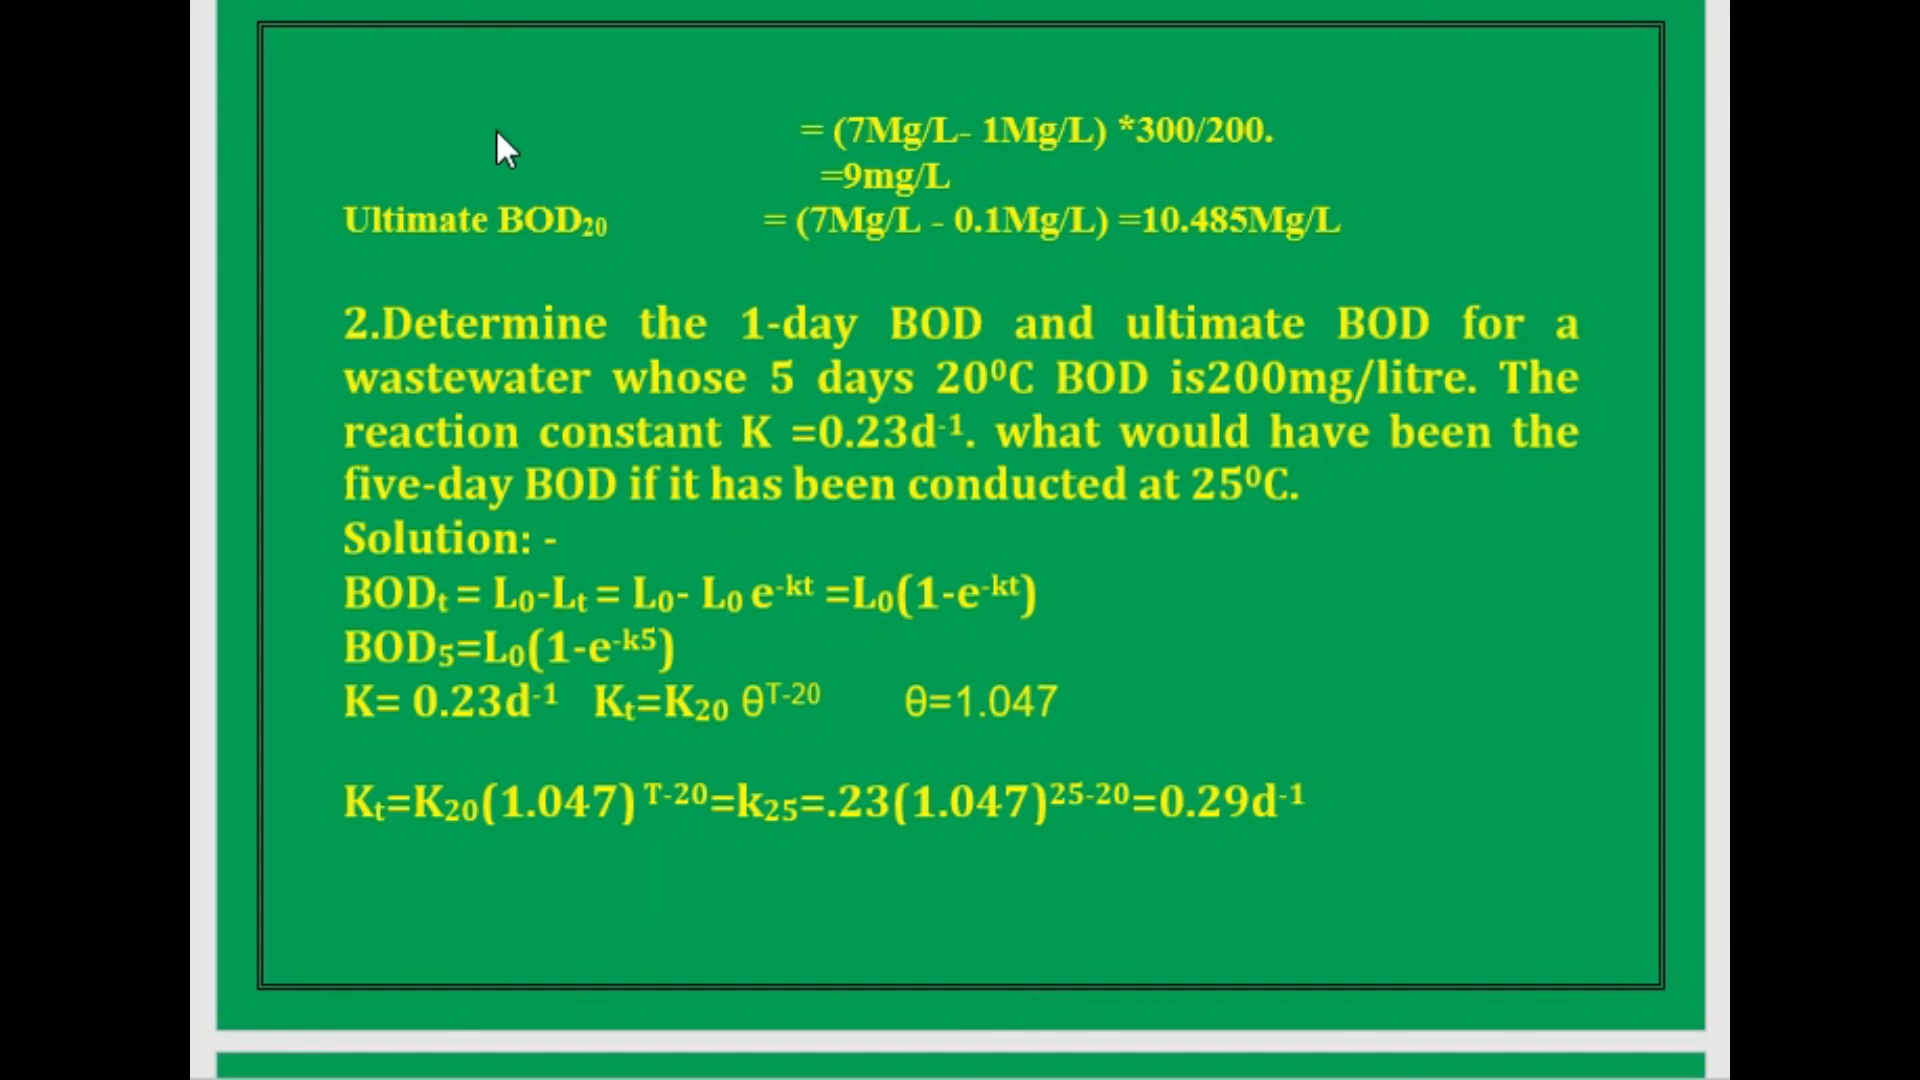 = (7Mg/L- 1Mg/L) *300/200.
=9mg/L
Ultimate BOD₂₀ = (7Mg/L - 0.1Mg/L) =10.485Mg/L
2.Determine the 1-day BOD and ultimate BOD for a
wastewater whose 5 days 20⁰C BOD is200mg/litre. The
reaction constant K =0.23d⁻¹. what would have been the
five-day BOD if it has been conducted at 25⁰C.
Solution: -
BODₜ = L₀-Lₜ = L₀- L₀ e⁻ᵏᵗ =L₀(1-e⁻ᵏᵗ)
BOD₅=L₀(1-e⁻ᵏ⁵)
K= 0.23d⁻¹ Kₜ=K₂₀ θᵀ⁻²⁰ θ=1.047
Kₜ=K₂₀(1.047) ᵀ⁻²⁰=k₂₅=.23(1.047)²⁵⁻²⁰=0.29d⁻¹